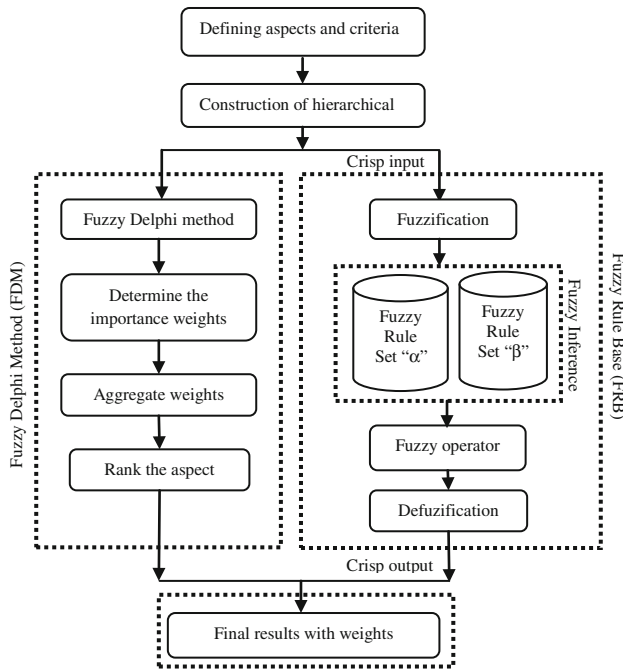 Defining aspects and criteria
Construction of hierarchical
Crisp input
Fuzzy Delphi Method (FDM)
Fuzzy Delphi method
Determine the
importance weights
Aggregate weights
Rank the aspect
Fuzzification
Fuzzy
Rule
Set “α”
Fuzzy
Rule
Set “β”
Fuzzy Inference
Fuzzy Rule Base (FRB)
Fuzzy operator
Defuzification
Crisp output
Final results with weights